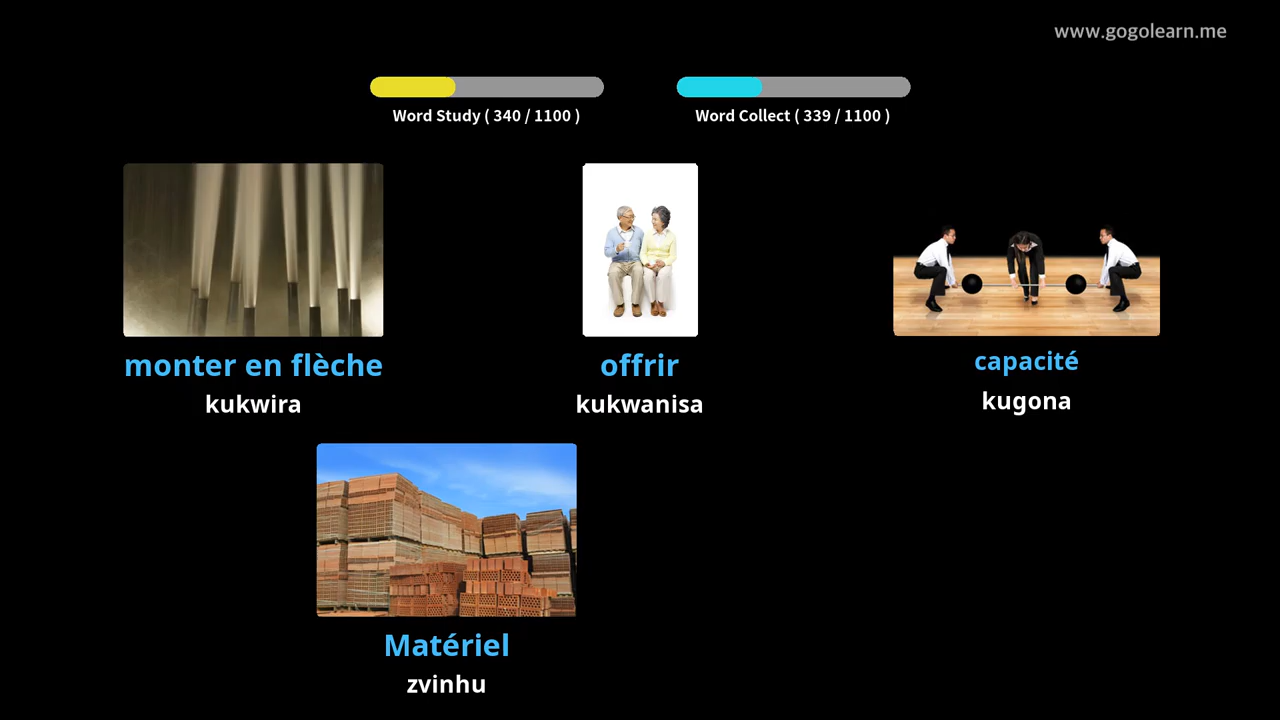 www.gogolearn.me
Word Study ( 340 / 1100 )
Word Collect ( 339 / 1100 )
monter en flèche
kukwira
offrir
kukwanisa
capacité
kugona
Matériel
zvinhu